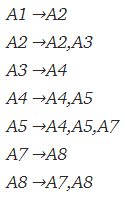 A1 →A2
A2 →A2,A3
A3 →A4
A4 →A4,A5
A5 →A4,A5,A7
A7 →A8
A8 →A7,A8